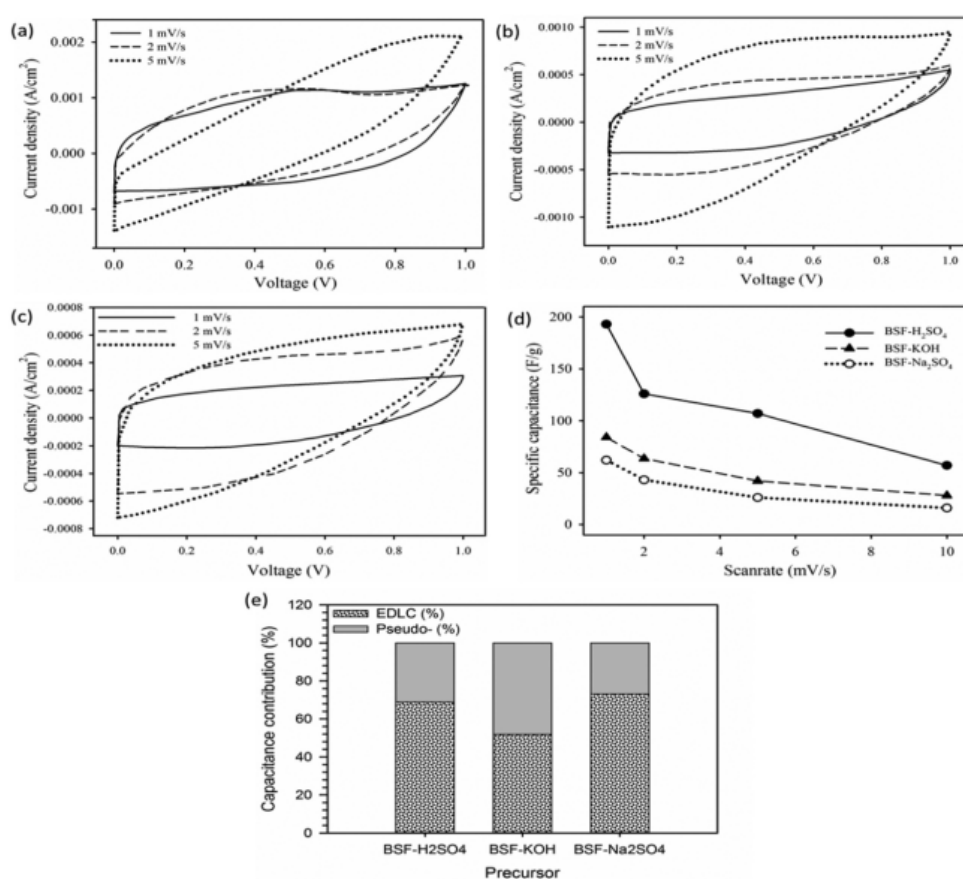 (a)
1 mV/s
2 mV/s
5 mV/s
0.002
0.001
0.000
-0.001
Current density (A/cm²)
0.0 0.2 0.4 0.6 0.8 1.0
Voltage (V)
(b)
1 mV/s
2 mV/s
5 mV/s
0.0010
0.0005
0.0000
-0.0005
-0.0010
Current density (A/cm²)
0.0 0.2 0.4 0.6 0.8 1.0
Voltage (V)
(c)
1 mV/s
2 mV/s
5 mV/s
0.0008
0.0006
0.0004
0.0002
0.0000
-0.0002
-0.0004
-0.0006
-0.0008
Current density (A/cm²)
0.0 0.2 0.4 0.6 0.8 1.0
Voltage (V)
(d)
BSF-H₂SO₄
BSF-KOH
BSF-Na₂SO₄
200
150
100
50
0
Specific capacitance (F/g)
2 4 6 8 10
Scanrate (mV/s)
(e)
EDLC (%)
Pseudo- (%)
120
100
80
60
40
20
0
Capacitance contribution (%)
BSF-H2SO4 BSF-KOH BSF-Na2SO4
Precursor